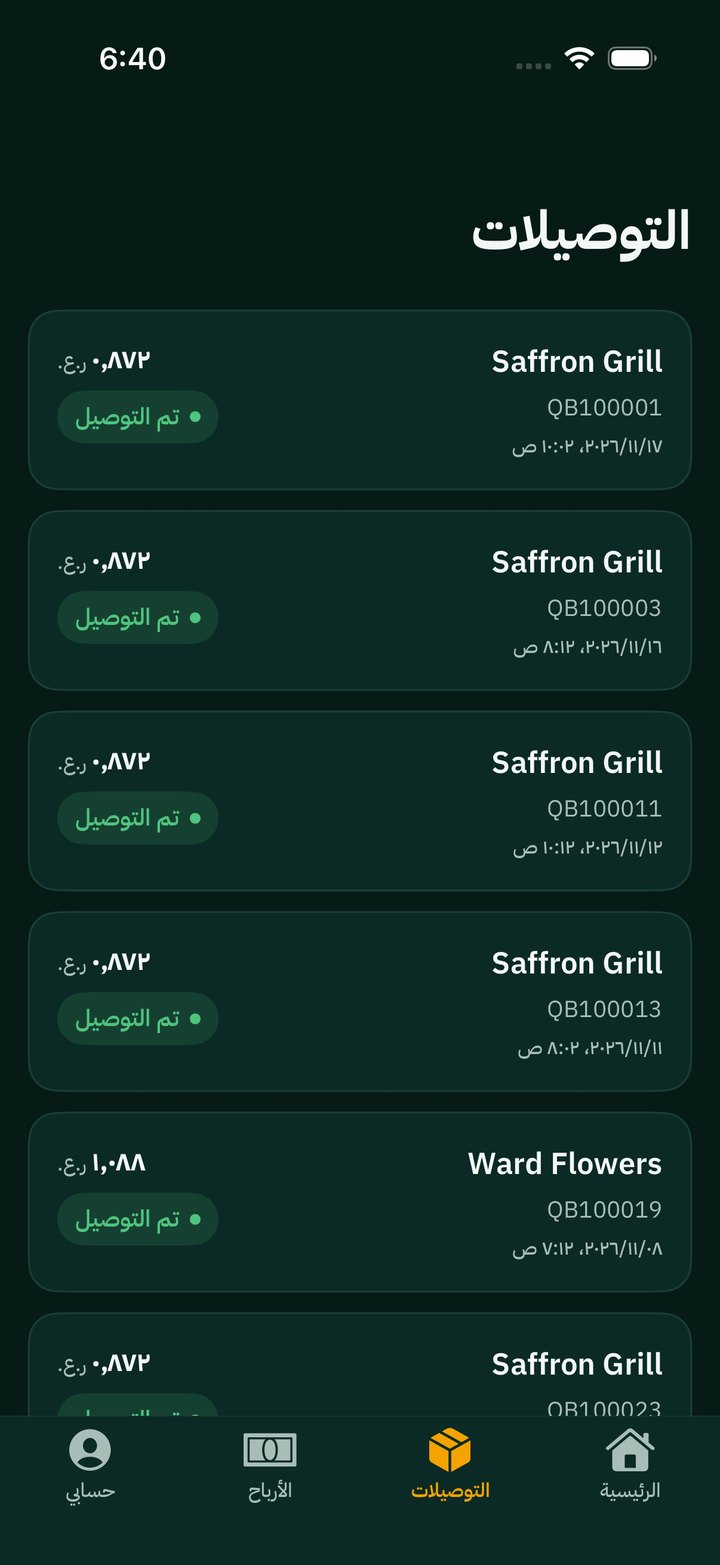 6:40
التوصيلات
Saffron Grill
٠,٨٧٢ ر.ع.
QB100001
تم التوصيل
٢٠٢٦/١١/١٧، ١٠:٠٢ ص
Saffron Grill
٠,٨٧٢ ر.ع.
QB100003
تم التوصيل
٢٠٢٦/١١/١٦، ٨:١٢ ص
Saffron Grill
٠,٨٧٢ ر.ع.
QB100011
تم التوصيل
٢٠٢٦/١١/١٢، ١٠:١٢ ص
Saffron Grill
٠,٨٧٢ ر.ع.
QB100013
تم التوصيل
٢٠٢٦/١١/١١، ٨:٠٢ ص
Ward Flowers
١,٠٨٨ ر.ع.
QB100019
تم التوصيل
٢٠٢٦/١١/٠٨، ٧:١٢ ص
Saffron Grill
٠,٨٧٢ ر.ع.
QB100023
الرئيسية
التوصيلات
الأرباح
حسابي